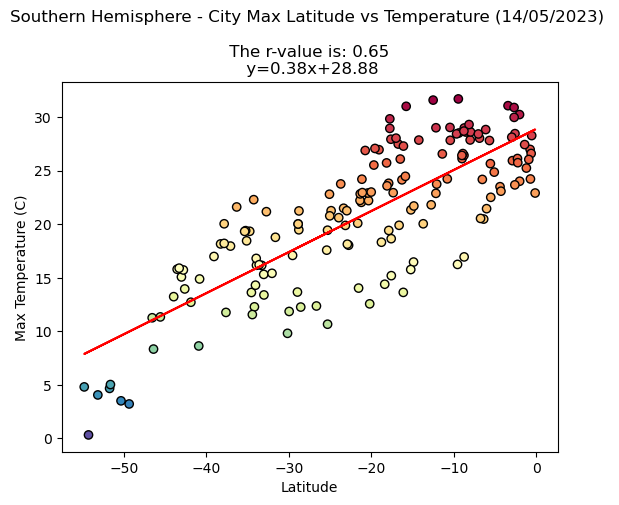 Southern Hemisphere - City Max Latitude vs Temperature (14/05/2023)
The r-value is: 0.65
y=0.38x+28.88
30
25
20
15
10
5
0
Max Temperature (C)
−50
−40
−30
−20
−10
0
Latitude